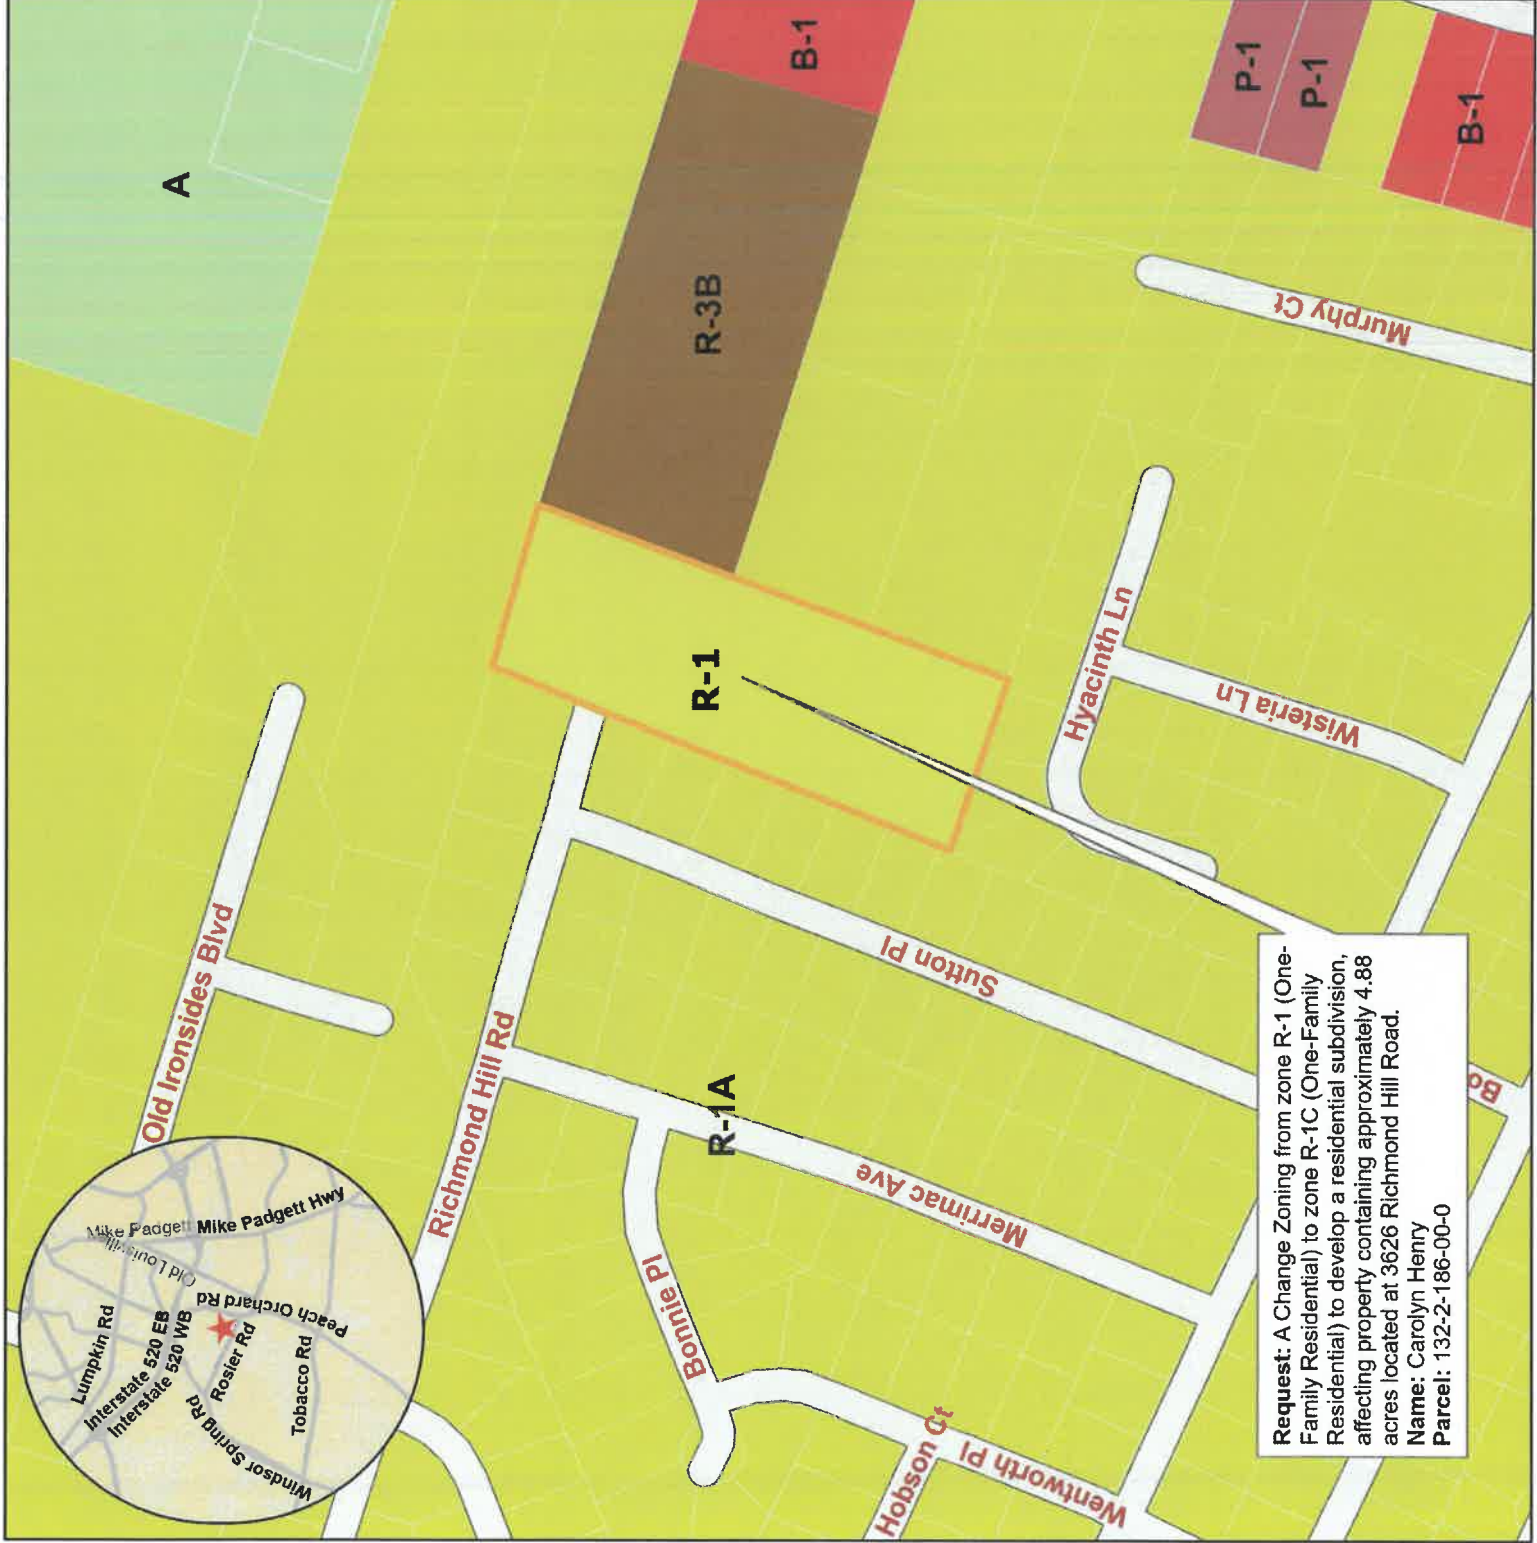 Mike Padgett
Mike Padgett Hwy
Lumpkin Rd
Interstate 520 EB
Interstate 520 WB
Peach Orchard Rd
Rosier Rd
Tobacco Rd
Windsor Spring Rd
A
B-1
P-1
P-1
B-1
R-3B
R-1
R-1A
Old Ironsides Blvd
Richmond Hill Rd
Sutton Pl
Merrimac Ave
Bonnie Pl
Hobson Ct
Wentworth Pl
Hyacinth Ln
Wisteria Ln
Murphy Ct
Bo
Request: A Change Zoning from zone R-1 (One-
Family Residential) to zone R-1C (One-Family
Residential) to develop a residential subdivision,
affecting property containing approximately 4.88
acres located at 3626 Richmond Hill Road.
Name: Carolyn Henry
Parcel: 132-2-186-00-0